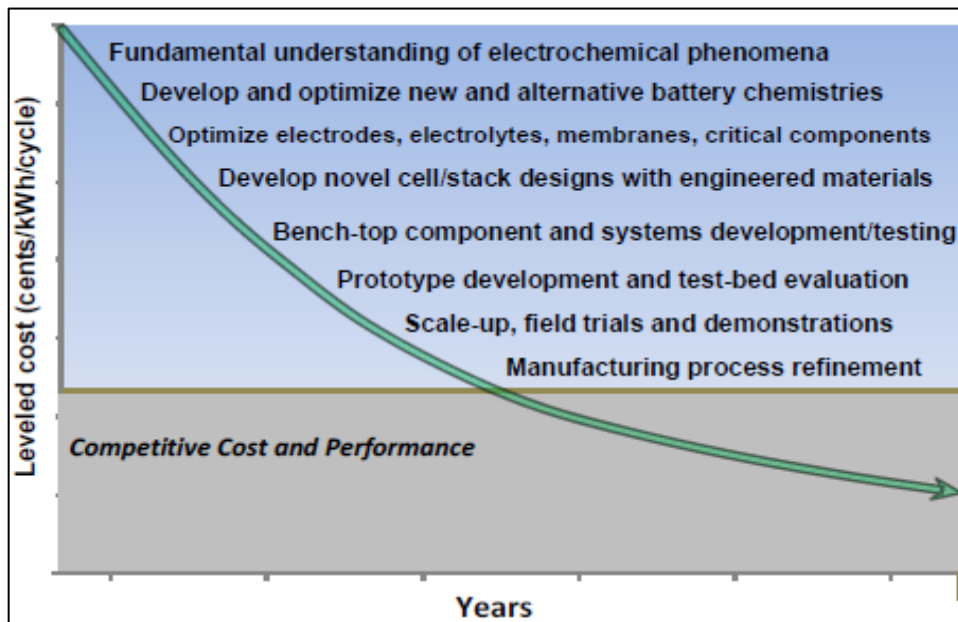 Leveled cost (cents/kWh/cycle)
Fundamental understanding of electrochemical phenomena
Develop and optimize new and alternative battery chemistries
Optimize electrodes, electrolytes, membranes, critical components
Develop novel cell/stack designs with engineered materials
Bench-top component and systems development/testing
Prototype development and test-bed evaluation
Scale-up, field trials and demonstrations
Manufacturing process refinement
Competitive Cost and Performance
Years